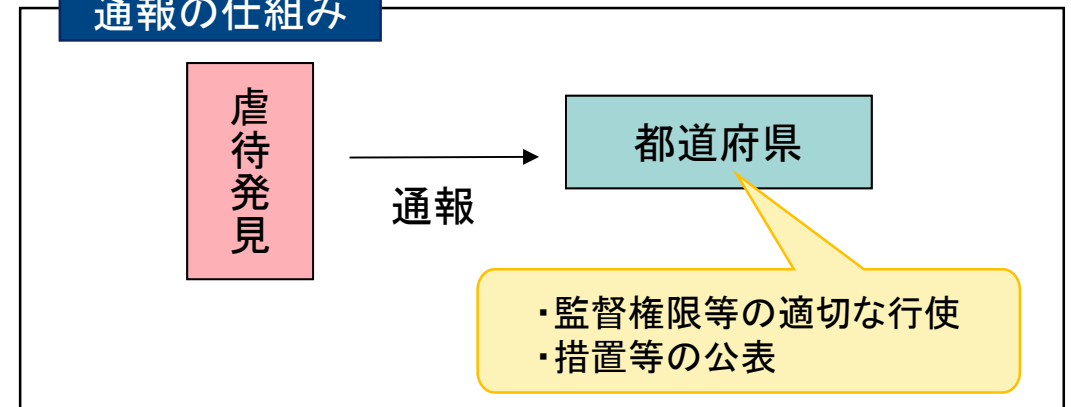 通報の仕組み
虐待発見
都道府県
通報
・監督権限等の適切な行使
・措置等の公表